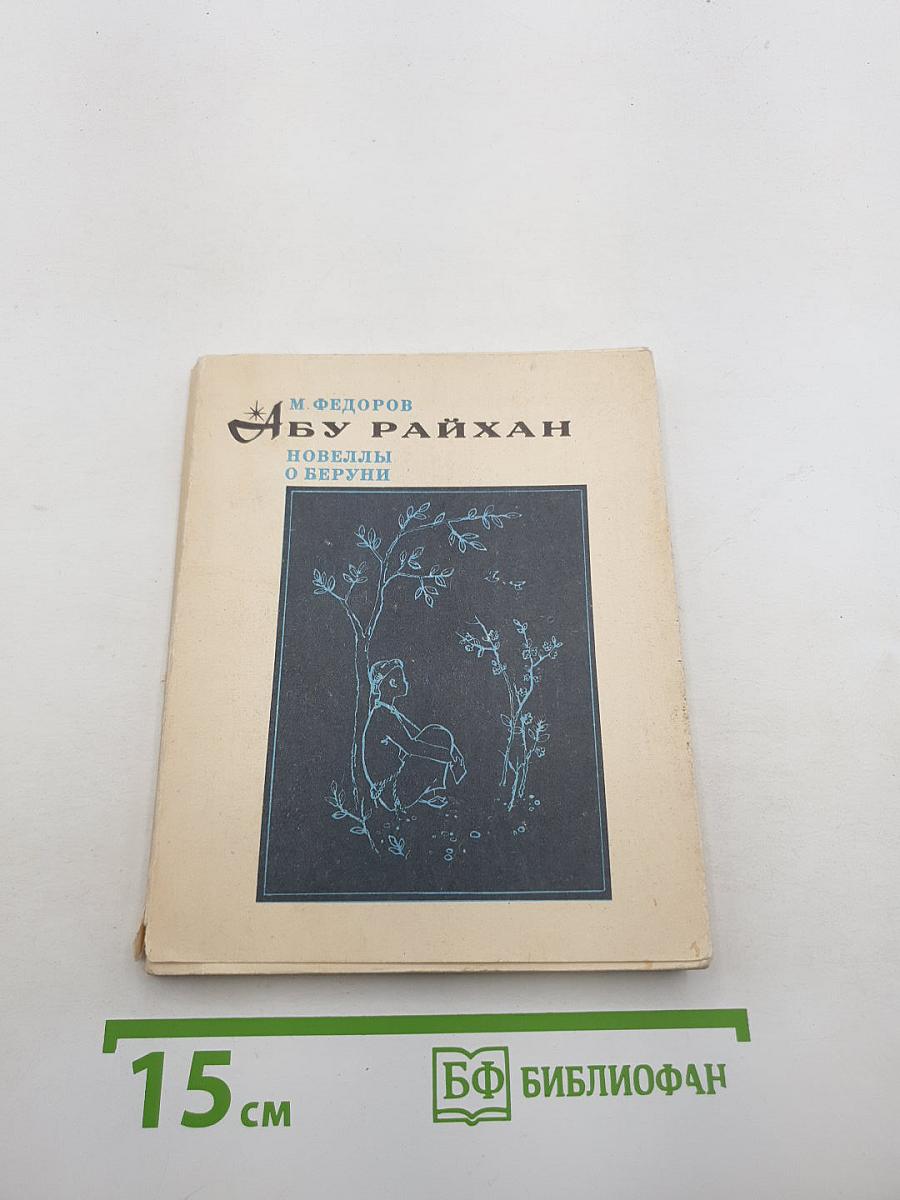 М. ФЕДОРОВ
АБУ РАЙХАН
НОВЕЛЛЫ
О БЕРУНИ
15 см
БФ БИБЛИОФАН